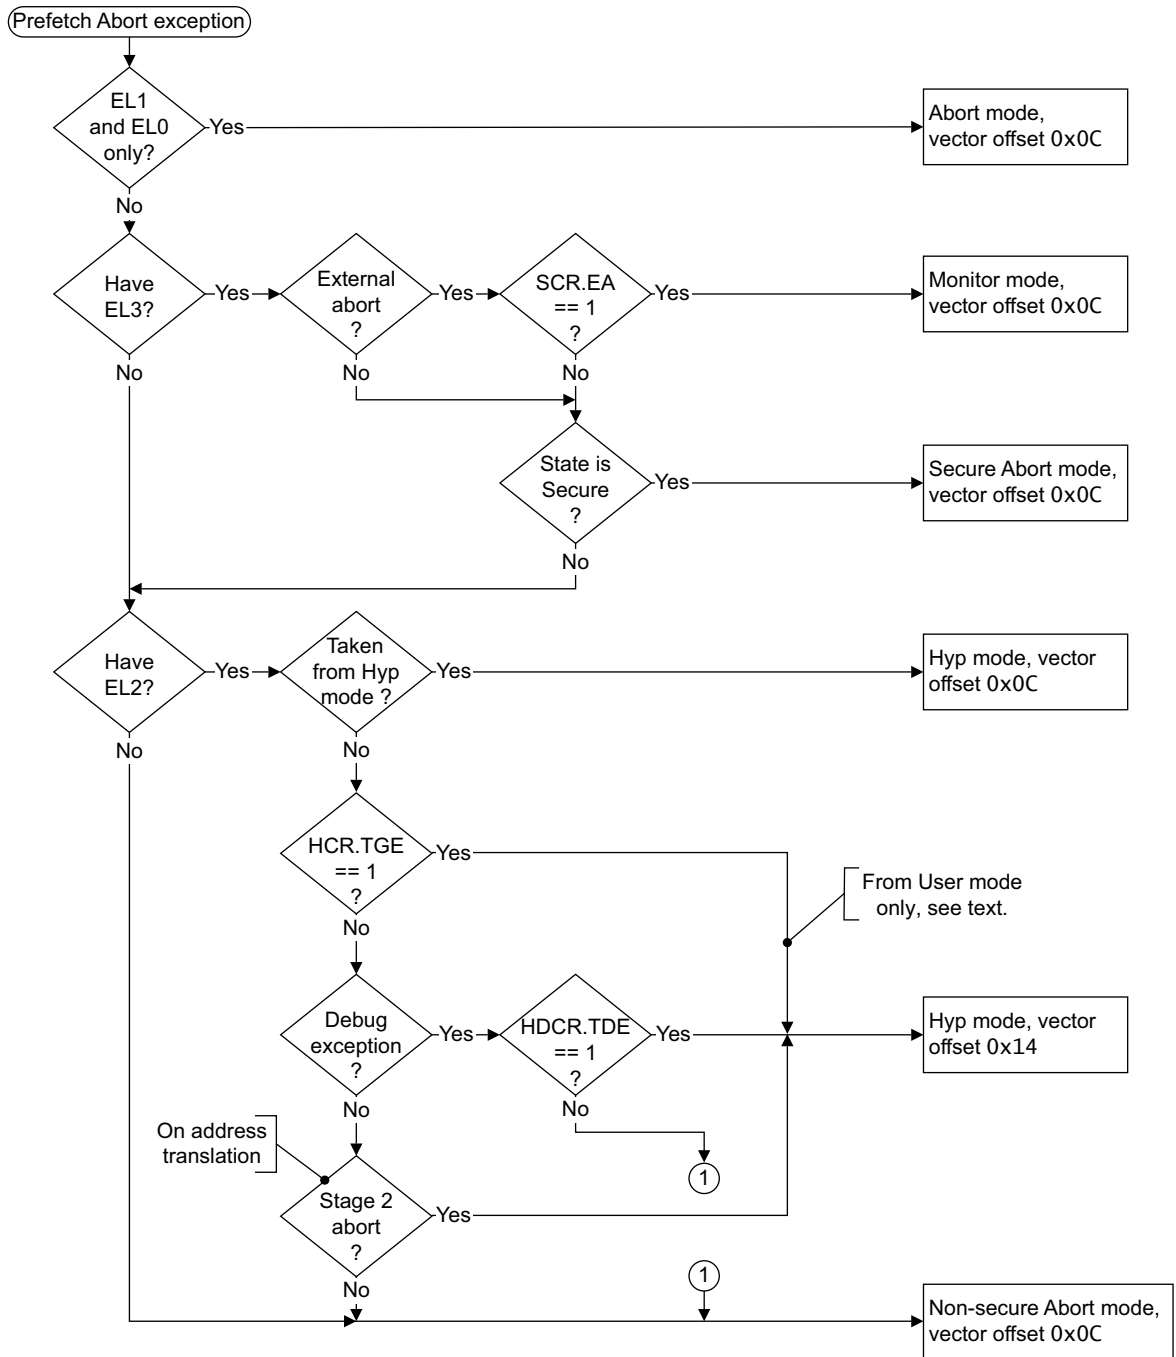 Prefetch Abort exception
EL1
and EL0
only?
Yes
Abort mode,
vector offset 0x0C
No
Have
EL3?
Yes
External
abort
?
Yes
SCR.EA
== 1
?
Yes
Monitor mode,
vector offset 0x0C
No
No
No
State is
Secure
?
Yes
Secure Abort mode,
vector offset 0x0C
No
Have
EL2?
Yes
Taken
from Hyp
mode ?
Yes
Hyp mode, vector
offset 0x0C
No
No
HCR.TGE
== 1
?
Yes
From User mode
only, see text.
No
Debug
exception
?
Yes
HDCR.TDE
== 1
?
Yes
Hyp mode, vector
offset 0x14
No
No
On address
translation
1
Stage 2
abort
?
Yes
No
1
Non-secure Abort mode,
vector offset 0x0C